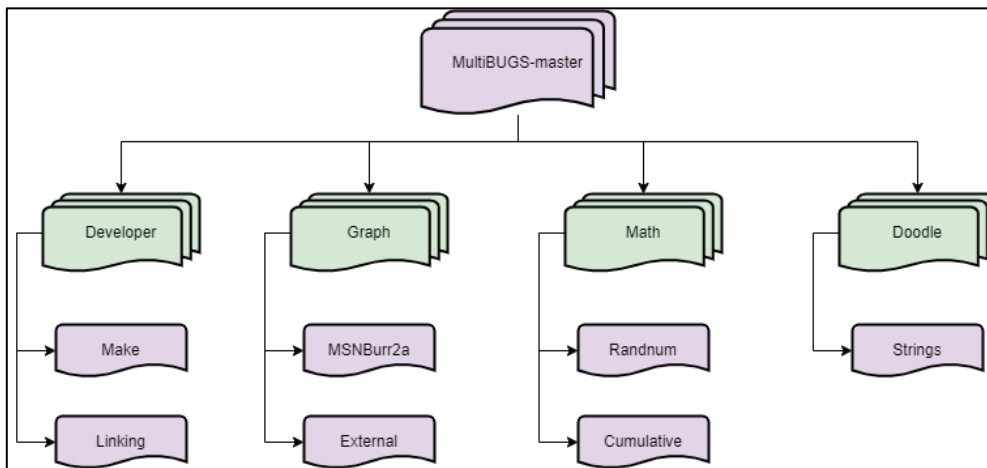 MultiBUGS-master
Developer
Graph
Math
Doodle
Make
MSNBurr2a
Randnum
Strings
Linking
External
Cumulative